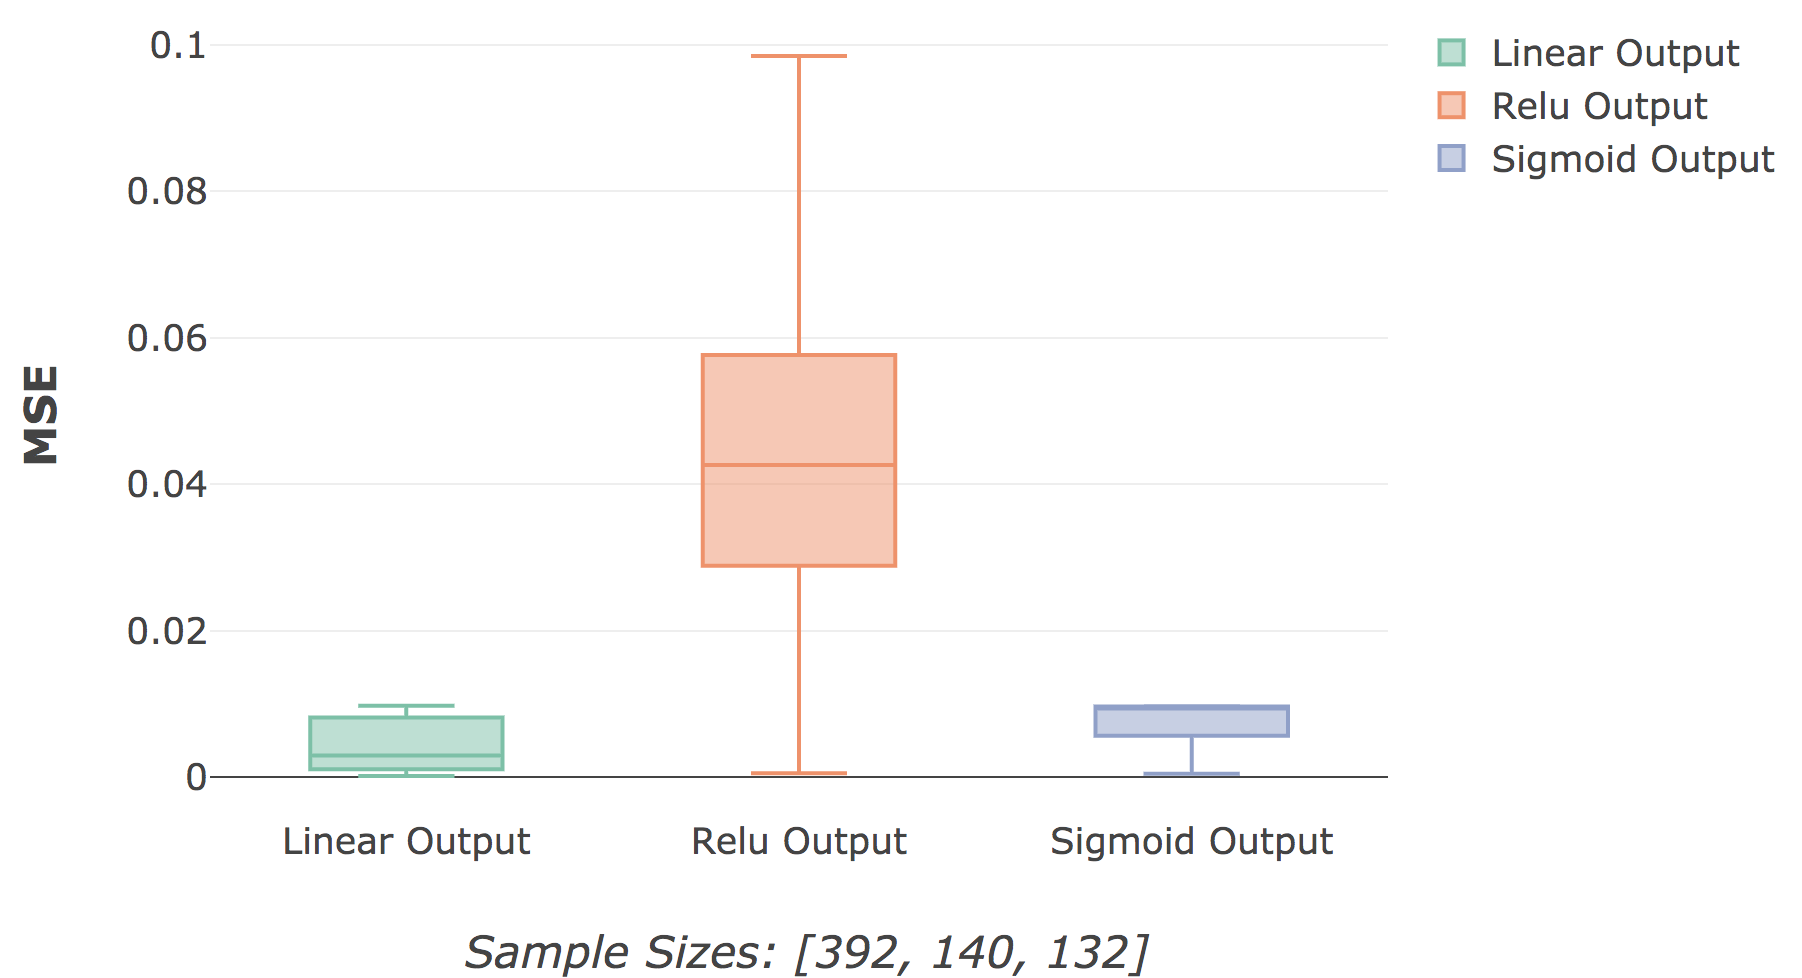 0.1
0.08
0.06
0.04
0.02
0
MSE
Linear Output
Relu Output
Sigmoid Output
Linear Output
Relu Output
Sigmoid Output
Sample Sizes: [392, 140, 132]